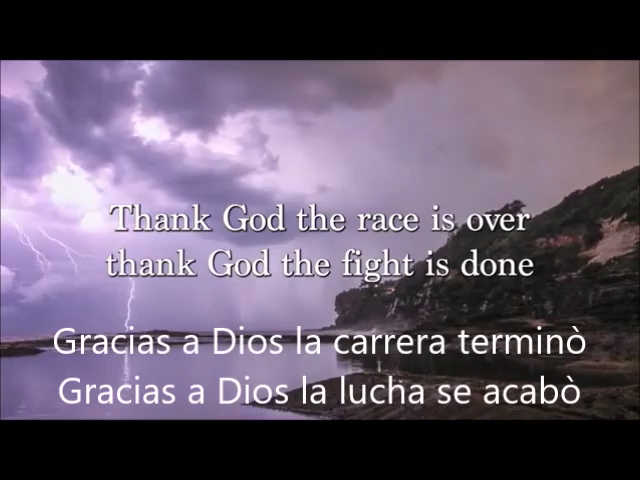 Thank God the race is over
thank God the fight is done
Gracias a Dios la carrera terminò
Gracias a Dios la lucha se acabò